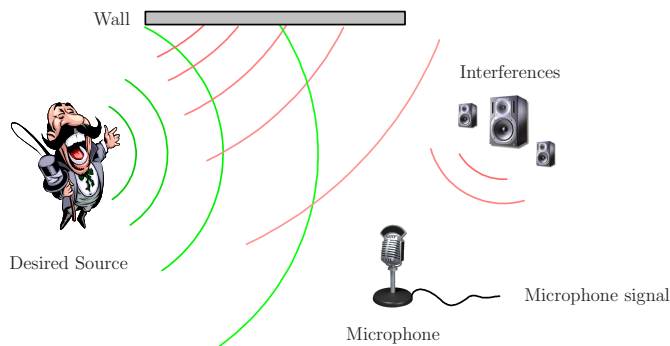 Wall
Interferences
Desired Source
Microphone signal
Microphone